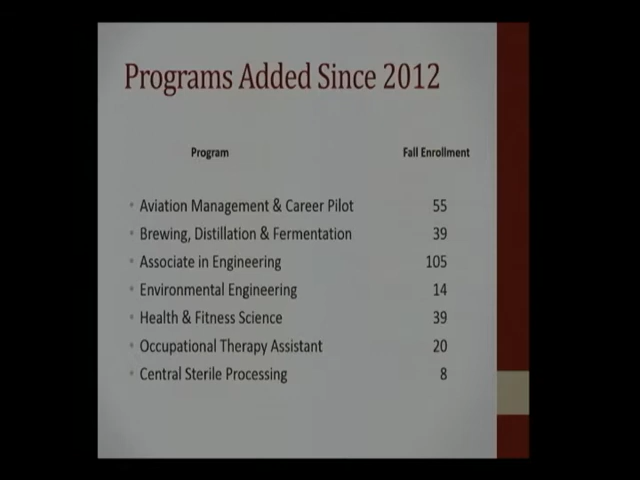 Programs Added Since 2012
Program Fall Enrollment
• Aviation Management & Career Pilot 55
• Brewing, Distillation & Fermentation 39
• Associate in Engineering 105
• Environmental Engineering 14
• Health & Fitness Science 39
• Occupational Therapy Assistant 20
• Central Sterile Processing 8